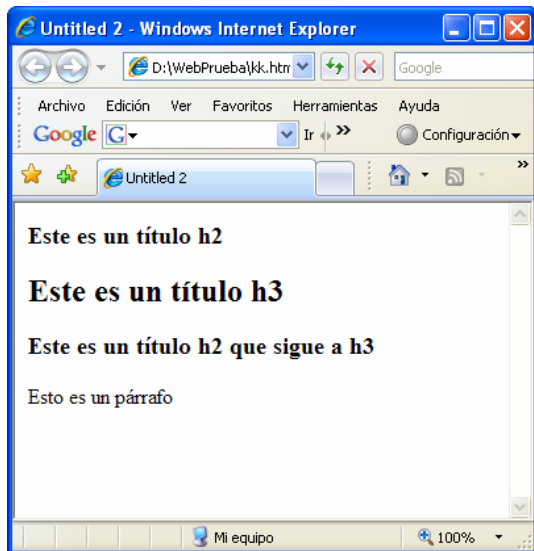 Untitled 2 - Windows Internet Explorer
D:\WebPrueba\kk.htm
Google
Archivo Edición Ver Favoritos Herramientas Ayuda
Google G Ir » Configuración
Untitled 2 »
Este es un título h2
Este es un título h3
Este es un título h2 que sigue a h3
Esto es un párrafo
Mi equipo 100%